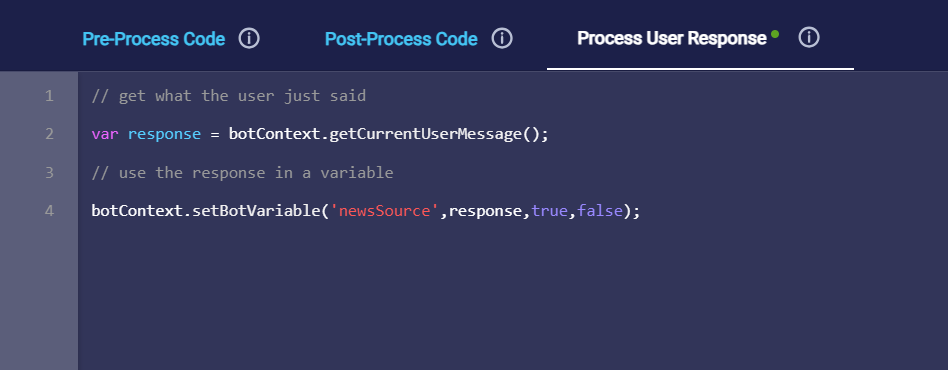 Pre-Process Code Post-Process Code Process User Response
1 // get what the user just said
2 var response = botContext.getCurrentUserMessage();
3 // use the response in a variable
4 botContext.setBotVariable('newsSource',response,true,false);